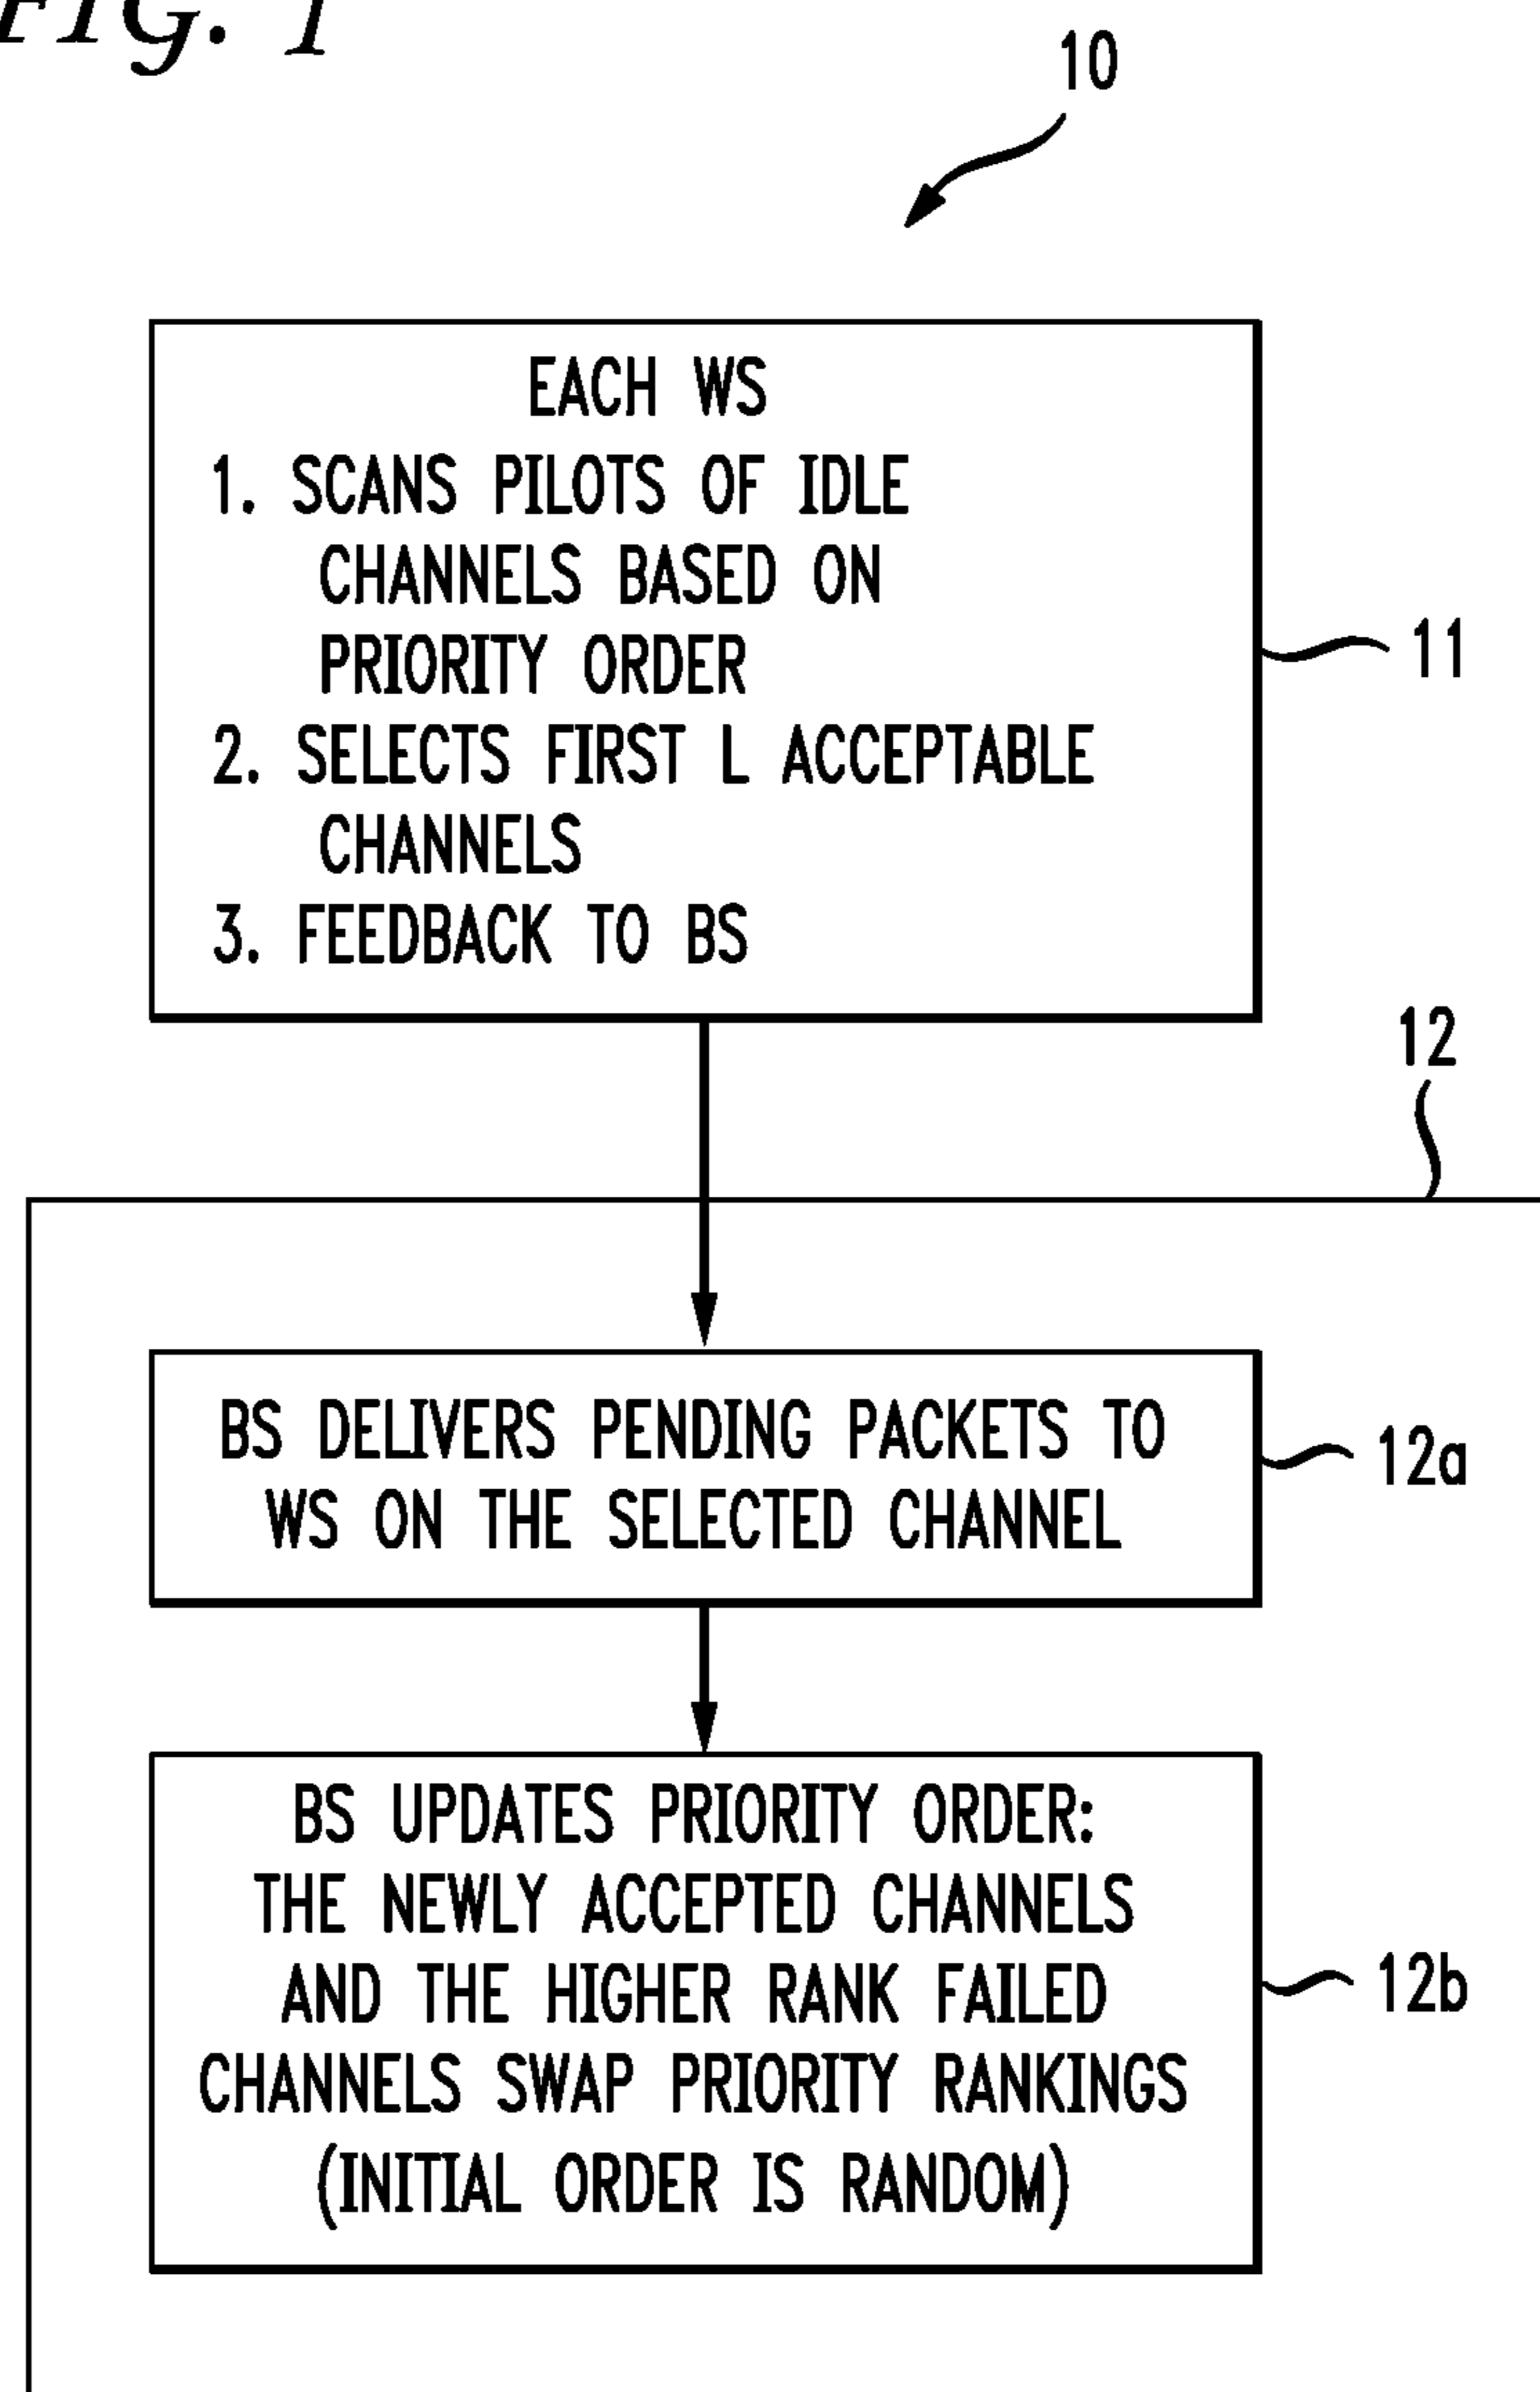 FIG. 1
10
EACH WS
1. SCANS PILOTS OF IDLE
CHANNELS BASED ON
PRIORITY ORDER
2. SELECTS FIRST L ACCEPTABLE
CHANNELS
3. FEEDBACK TO BS
11
12
BS DELIVERS PENDING PACKETS TO
WS ON THE SELECTED CHANNEL
12a
BS UPDATES PRIORITY ORDER:
THE NEWLY ACCEPTED CHANNELS
AND THE HIGHER RANK FAILED
CHANNELS SWAP PRIORITY RANKINGS
(INITIAL ORDER IS RANDOM)
12b